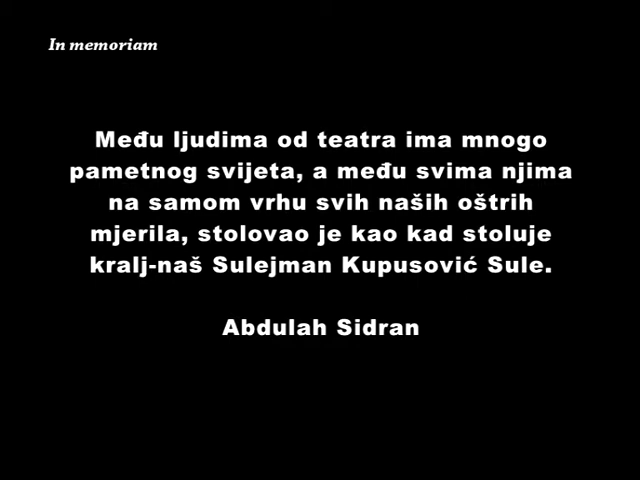 In memoriam
Među ljudima od teatra ima mnogo
pametnog svijeta, a među svima njima
na samom vrhu svih naših oštrih
mjerila, stolovao je kao kad stoluje
kralj-naš Sulejman Kupusović Sule.
Abdulah Sidran